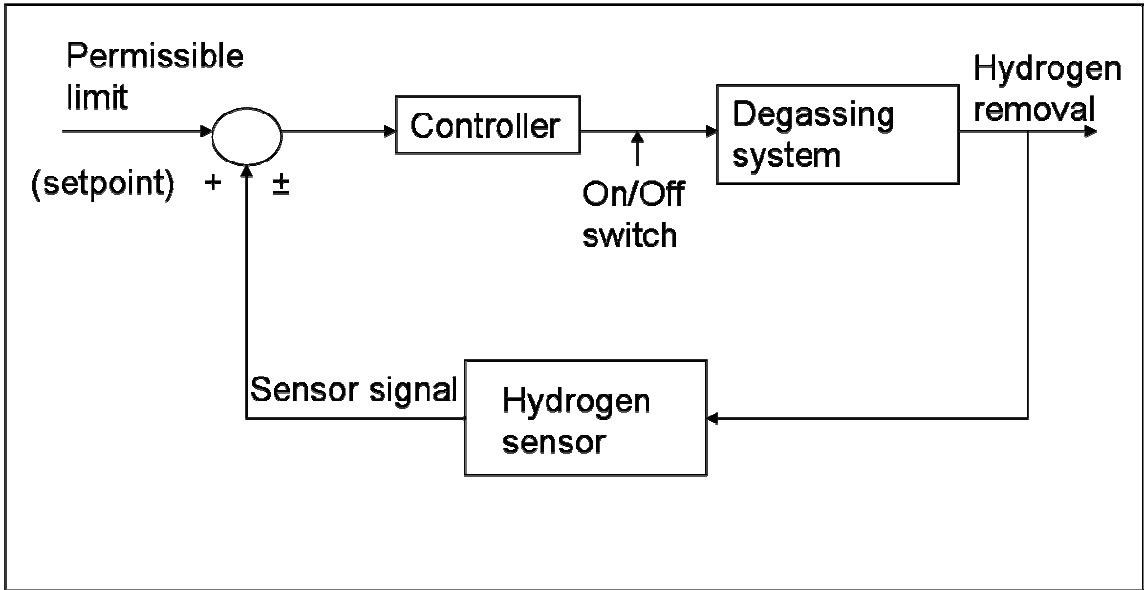 Permissible
limit
(setpoint) + ±
Controller
On/Off
switch
Degassing
system
Hydrogen
removal
Sensor signal
Hydrogen
sensor